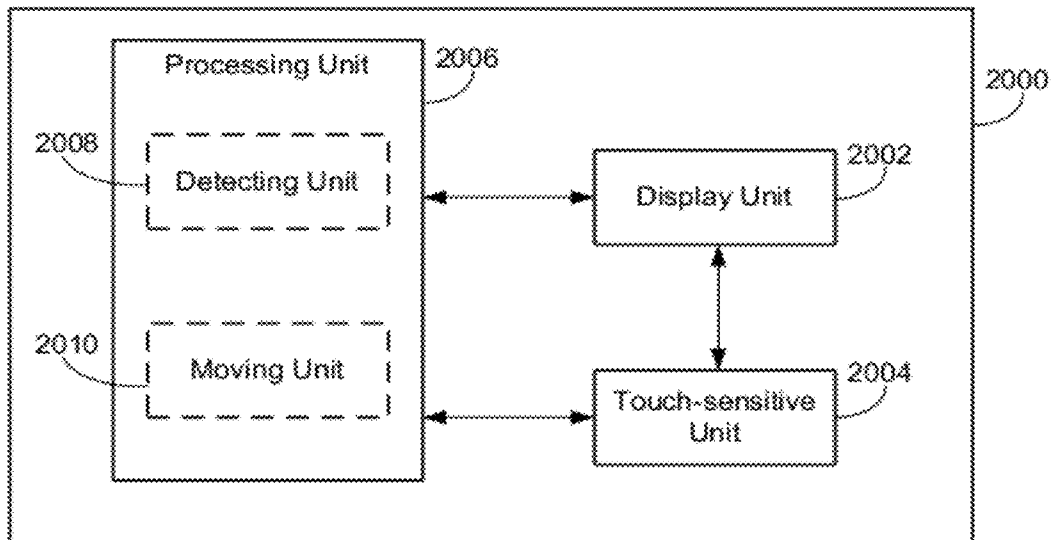 Processing Unit
2006
2000
2008
Detecting Unit
2002
Display Unit
2010
Moving Unit
2004
Touch-sensitive
Unit